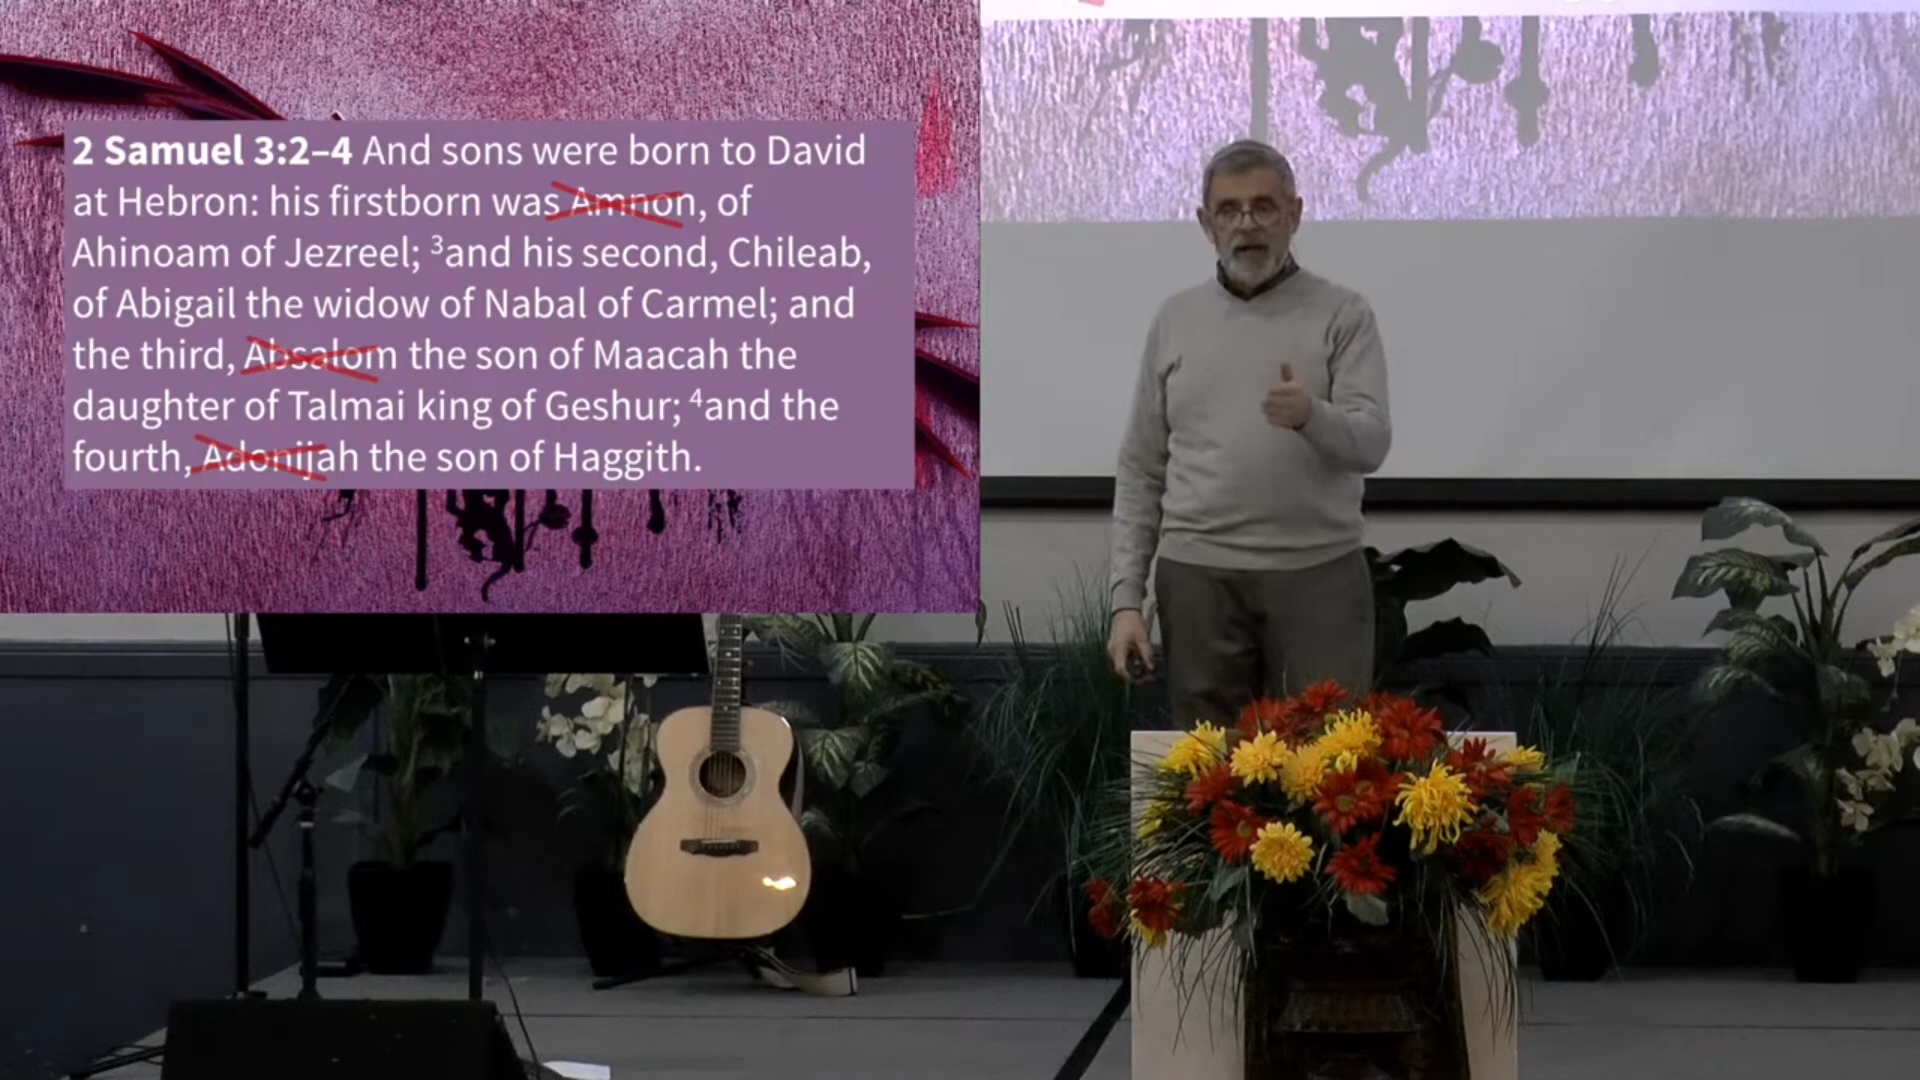 2 Samuel 3:2–4 And sons were born to David
at Hebron: his firstborn was Amnon, of
Ahinoam of Jezreel; ³and his second, Chileab,
of Abigail the widow of Nabal of Carmel; and
the third, Absalom the son of Maacah the
daughter of Talmai king of Geshur; ⁴and the
fourth, Adonijah the son of Haggith.